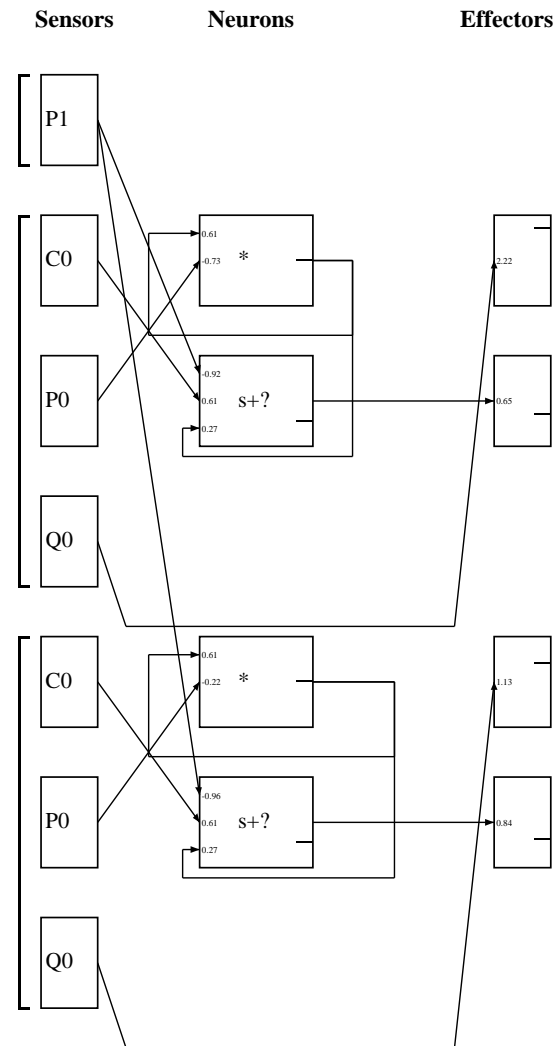 Sensors Neurons Effectors
P1
C0
0.61
-0.73
*
2.22
P0
-0.92
0.61
0.27
s+?
0.65
Q0
C0
0.61
-0.22
*
1.13
P0
-0.96
0.61
0.27
s+?
0.84
Q0